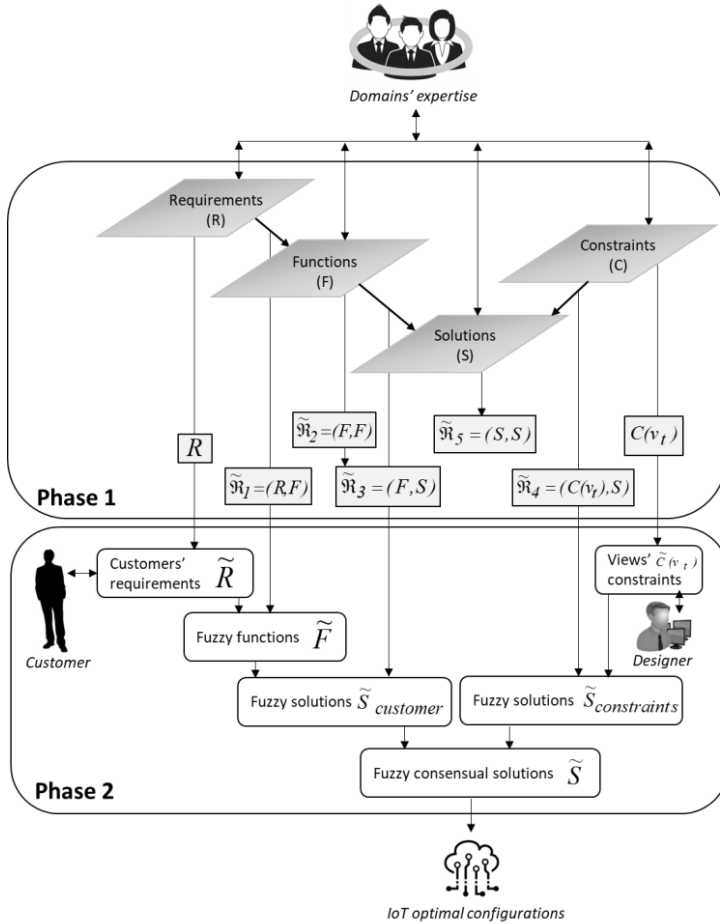 Domains' expertise
Requirements
(R)
Functions
(F)
Constraints
(C)
Solutions
(S)
R
ℜ̃₂=(F,F)
ℜ̃₅=(S,S)
C(vₜ)
ℜ̃₁=(R,F)
ℜ̃₃=(F,S)
ℜ̃₄=(C(vₜ),S)
Phase 1
Customers'
requirements R̃
Views' C̃(vₜ)
constraints
Customer
Fuzzy functions F̃
Designer
Fuzzy solutions S̃ customer
Fuzzy solutions S̃constraints
Fuzzy consensual solutions S̃
Phase 2
IoT optimal configurations